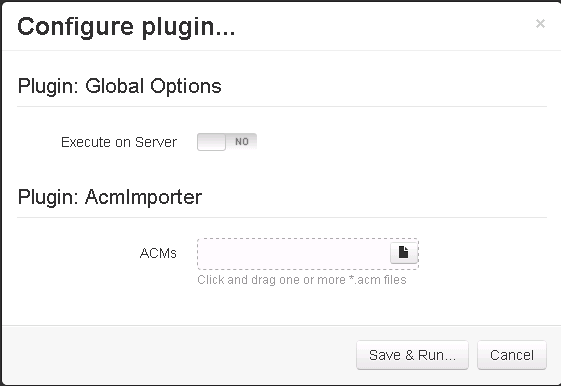 Configure plugin...
×
Plugin: Global Options
Execute on Server
NO
Plugin: AcmImporter
ACMs
Click and drag one or more *.acm files
Save & Run...
Cancel